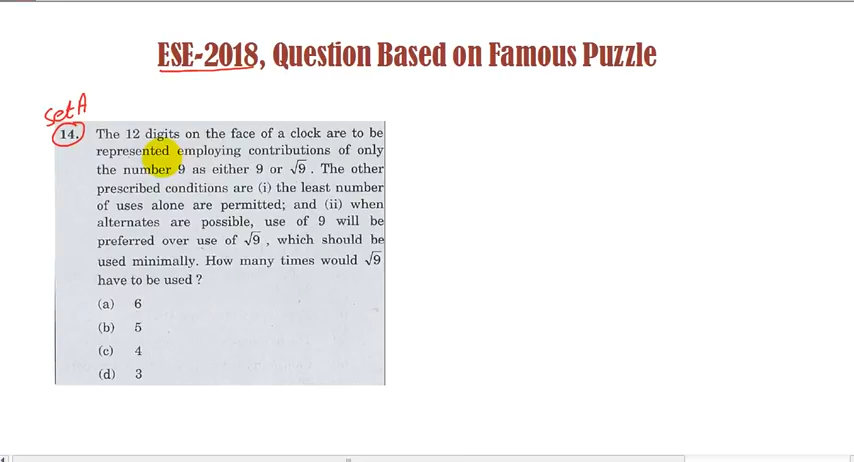 ESE-2018, Question Based on Famous Puzzle
Set A
14. The 12 digits on the face of a clock are to be
represented employing contributions of only
the number 9 as either 9 or √9 . The other
prescribed conditions are (i) the least number
of uses alone are permitted; and (ii) when
alternates are possible, use of 9 will be
preferred over use of √9 , which should be
used minimally. How many times would √9
have to be used ?
(a) 6
(b) 5
(c) 4
(d) 3